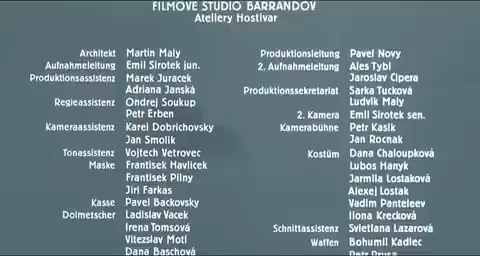 FILMOVE STUDIO BARRANDOV
Ateliery Hostivar
Architekt Martin Maly
Aufnahmeleitung Emil Sirotek jun.
Produktionsassistenz Marek Juracek
Adriana Janská
Regieassistenz Ondrej Soukup
Petr Erben
Kameraassistenz Karel Dobrichovsky
Jan Smolik
Tonassistenz Vojtech Vetrovec
Maske Frantisek Havlicek
Frantisek Pilny
Jiri Farkas
Kasse Pavel Backovsky
Dolmetscher Ladislav Vacek
Irena Tomsová
Vitezslav Motl
Dana Baschová
Produktionsleitung Pavel Novy
2. Aufnahmeleitung Ales Tybl
Jaroslav Cipera
Produktionssekretariat Sarka Tucková
Ludvik Maly
2. Kamera Emil Sirotek sen.
Kamerabühne Petr Kasik
Jan Rocnak
Kostüm Dana Chaloupková
Lubos Hanyk
Jarmila Lostaková
Alexej Lostak
Vadim Panteleev
Ilona Krecková
Schnittassistenz Svietlana Lazarová
Waffen Bohumil Kadlec
Petr